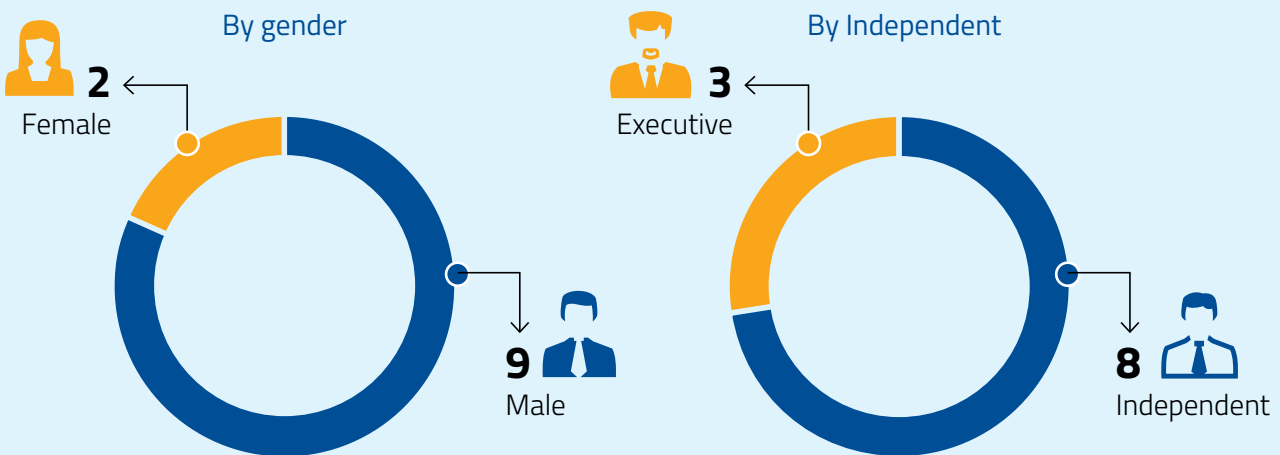 By gender
2
Female
9
Male
By Independent
3
Executive
8
Independent